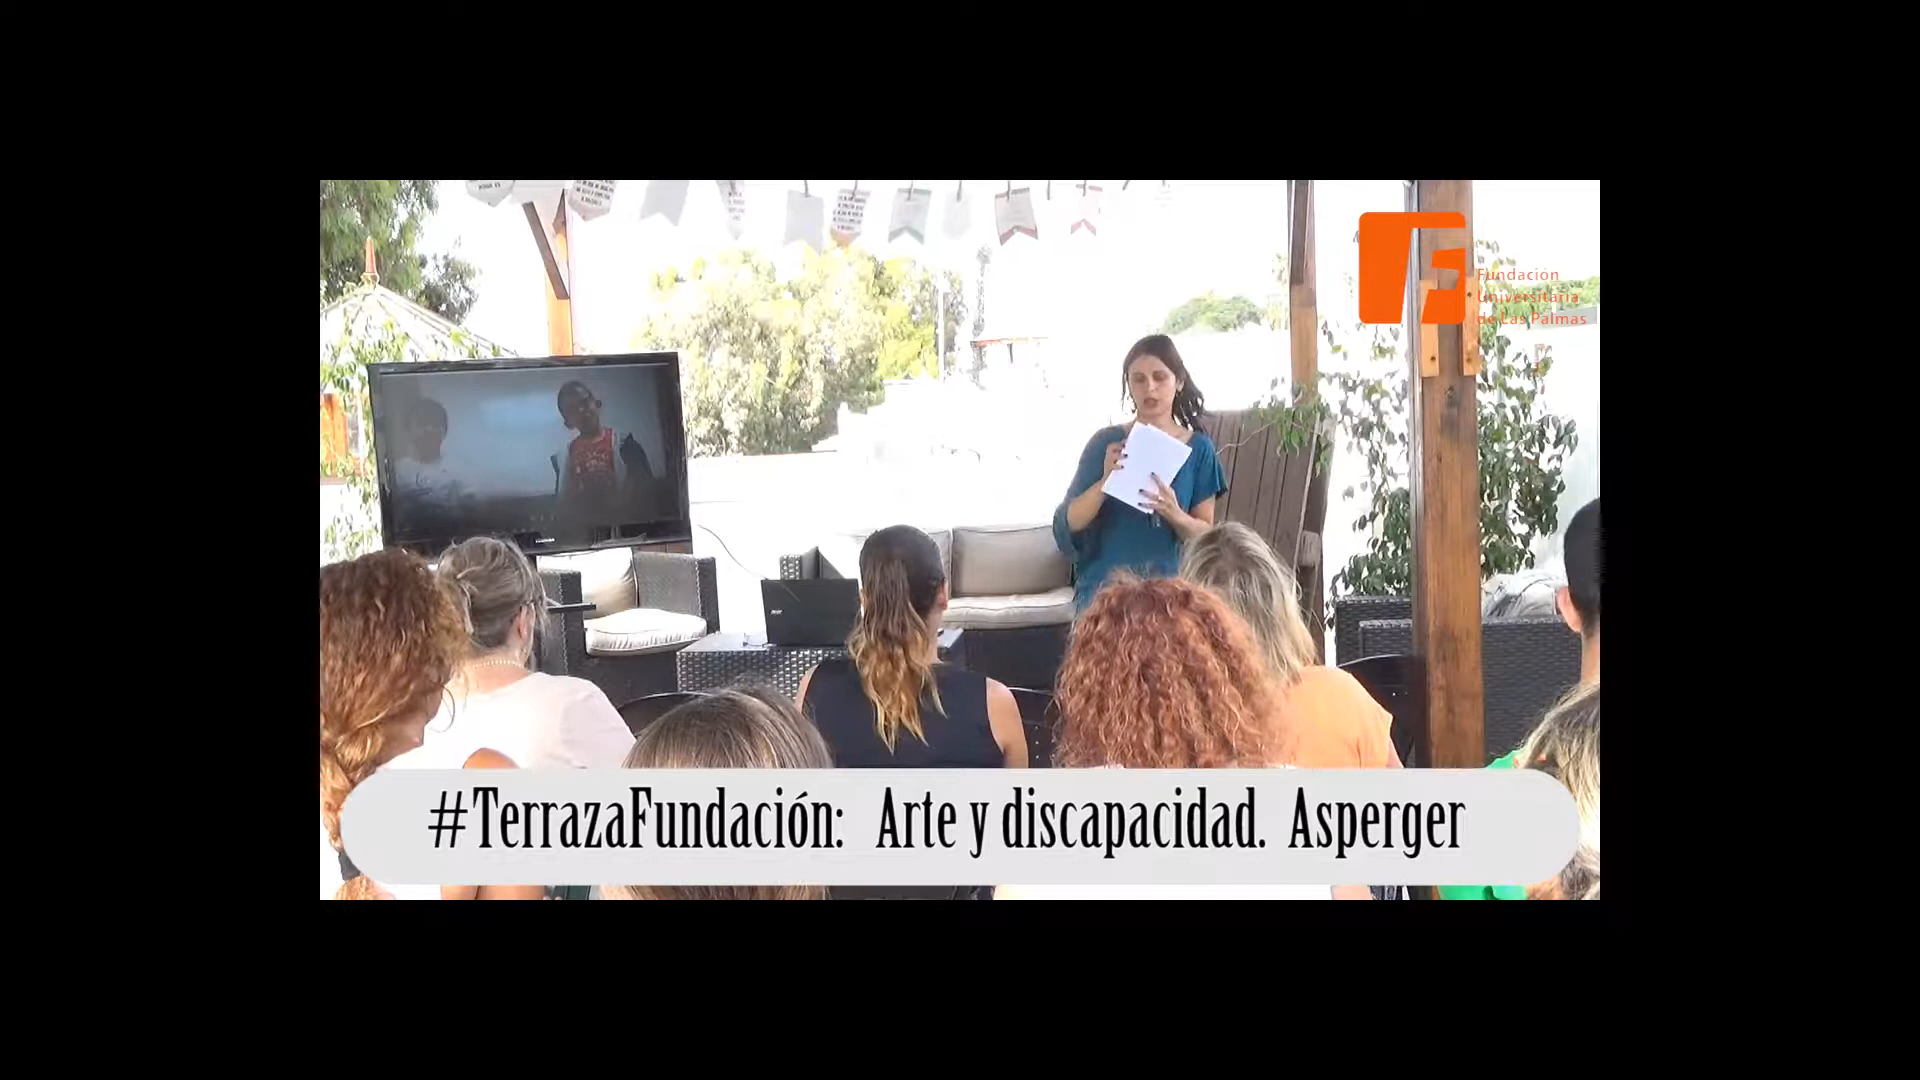 Fundación
Universitaria
de Las Palmas
#TerrazaFundación: Arte y discapacidad. Asperger